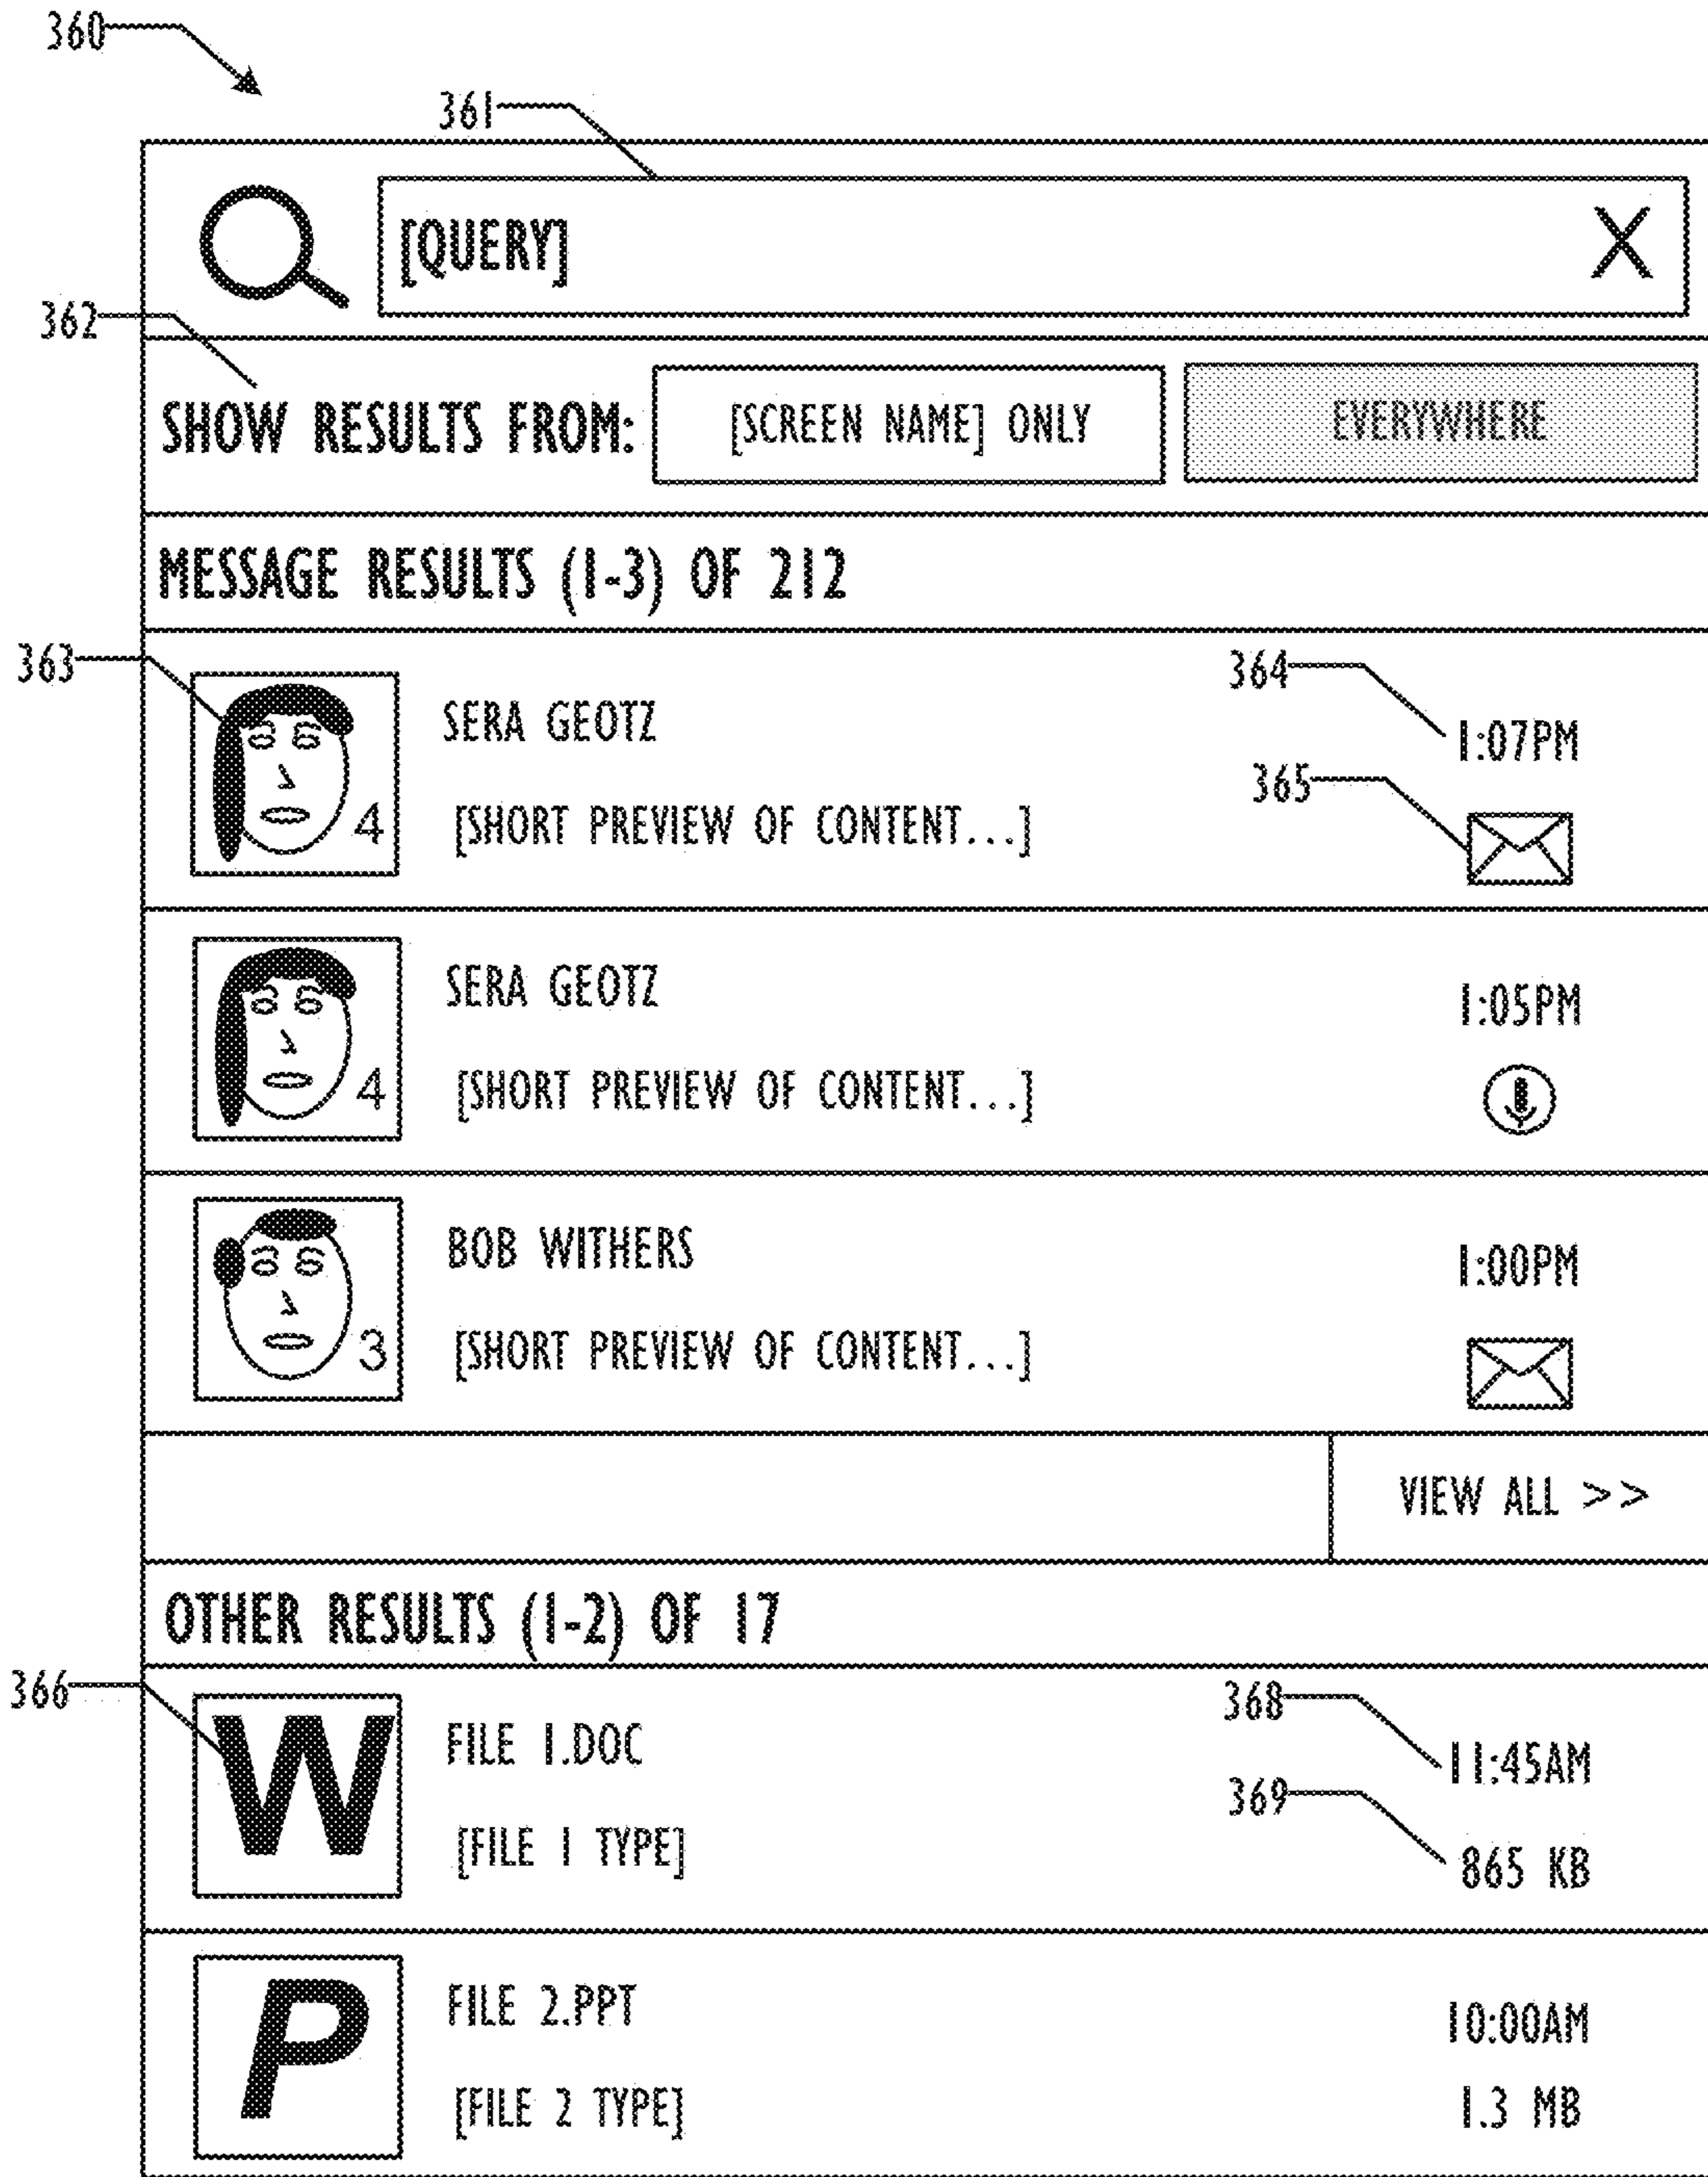 360
361
[QUERY] X
362
SHOW RESULTS FROM: [SCREEN NAME] ONLY EVERYWHERE
MESSAGE RESULTS (1-3) OF 212
363
364
SERA GEOTZ
1:07PM
365
4
[SHORT PREVIEW OF CONTENT...]
SERA GEOTZ
1:05PM
4
[SHORT PREVIEW OF CONTENT...]
BOB WITHERS
1:00PM
3
[SHORT PREVIEW OF CONTENT...]
VIEW ALL >>
OTHER RESULTS (1-2) OF 17
366
368
W
FILE 1.DOC
11:45AM
369
[FILE 1 TYPE]
865 KB
P
FILE 2.PPT
10:00AM
[FILE 2 TYPE]
1.3 MB